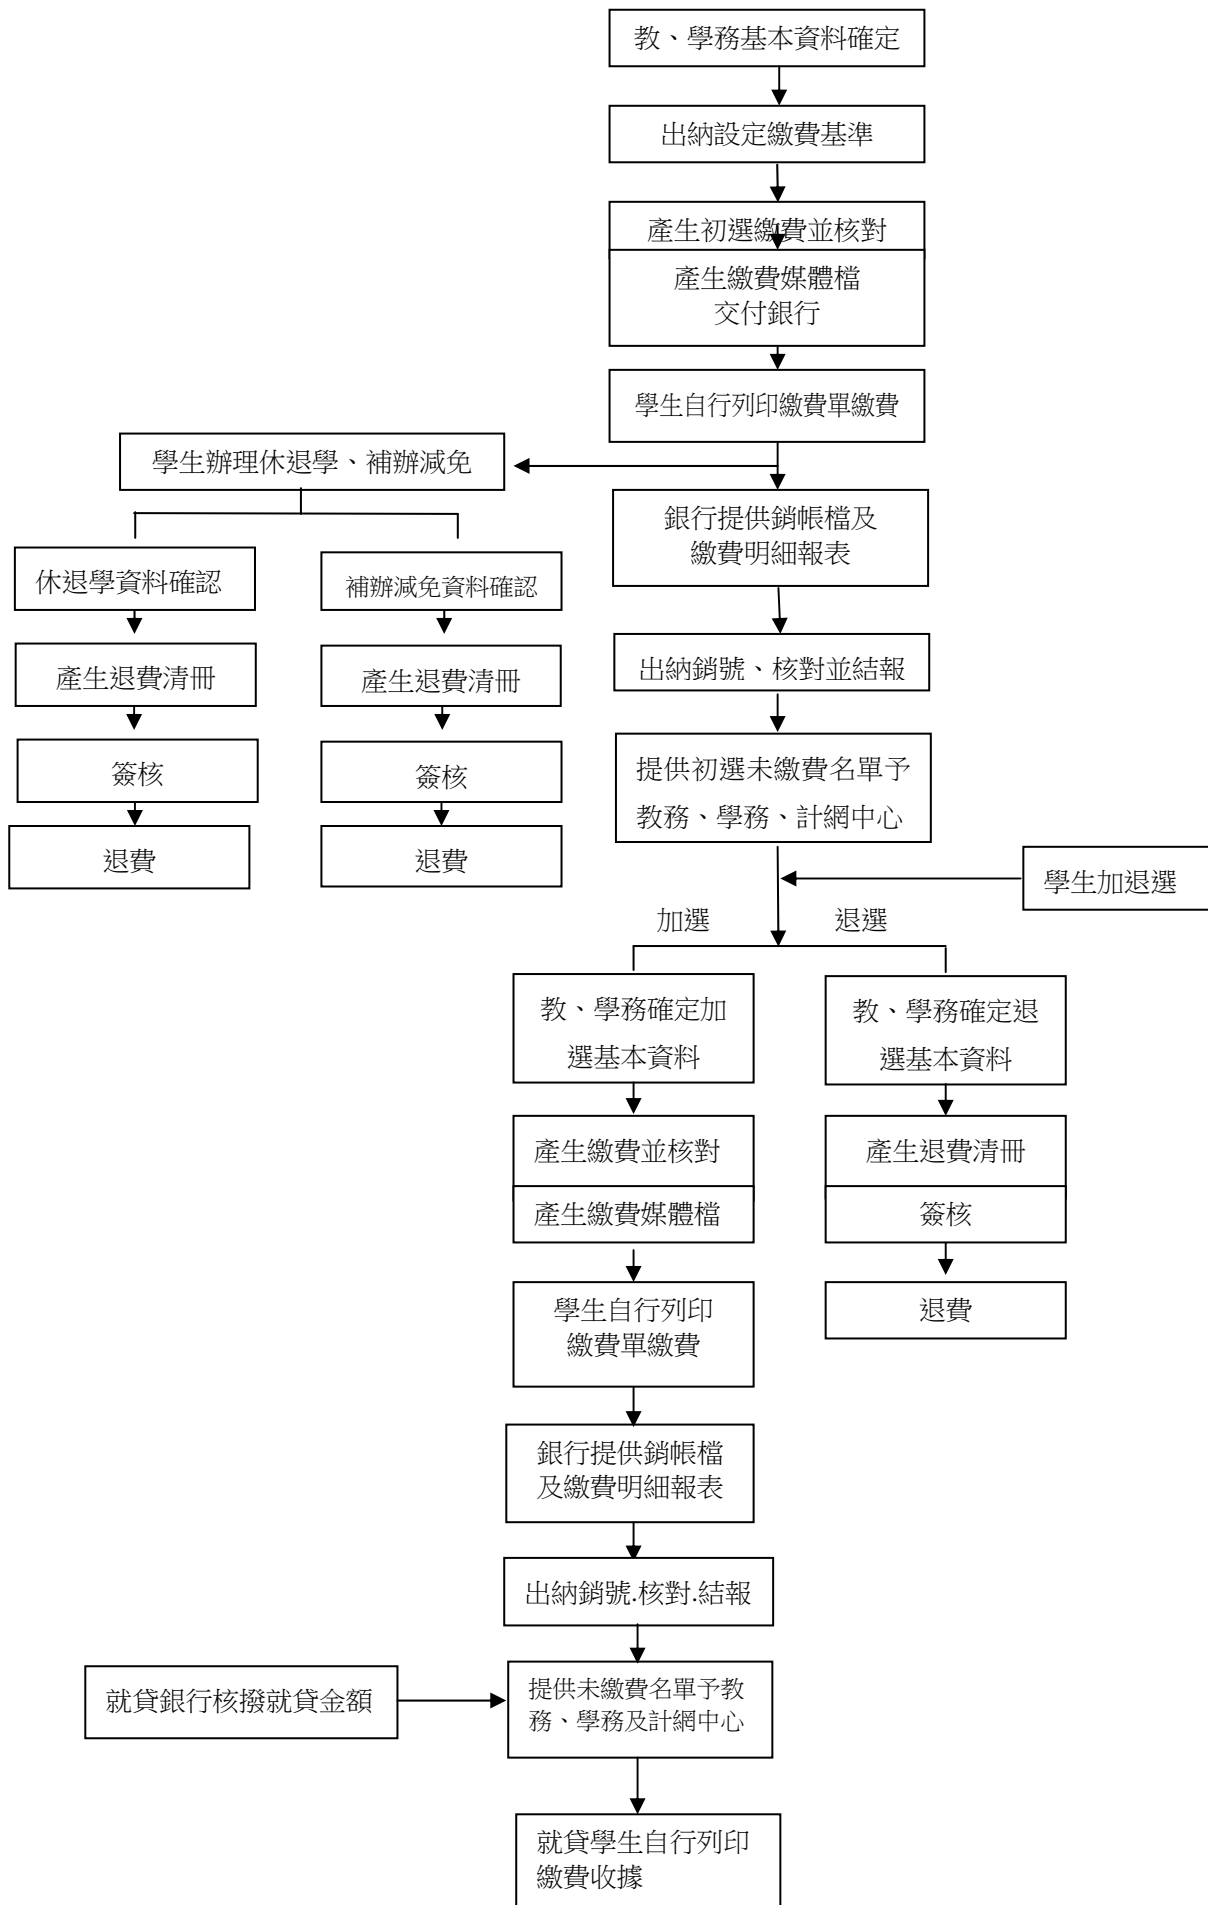 教、學務基本資料確定
出納設定繳費基準
產生初選繳費並核對
產生繳費媒體檔
交付銀行
學生自行列印繳費單繳費
學生辦理休退學、補辦減免
銀行提供銷帳檔及
繳費明細報表
休退學資料確認
補辦減免資料確認
出納銷號、核對並結報
產生退費清冊
產生退費清冊
提供初選未繳費名單予
教務、學務、計網中心
簽核
簽核
退費
退費
學生加退選
加選
退選
教、學務確定加
選基本資料
教、學務確定退
選基本資料
產生繳費並核對
產生退費清冊
產生繳費媒體檔
簽核
學生自行列印
繳費單繳費
退費
銀行提供銷帳檔
及繳費明細報表
出納銷號.核對.結報
就貸銀行核撥就貸金額
提供未繳費名單予教
務、學務及計網中心
就貸學生自行列印
繳費收據